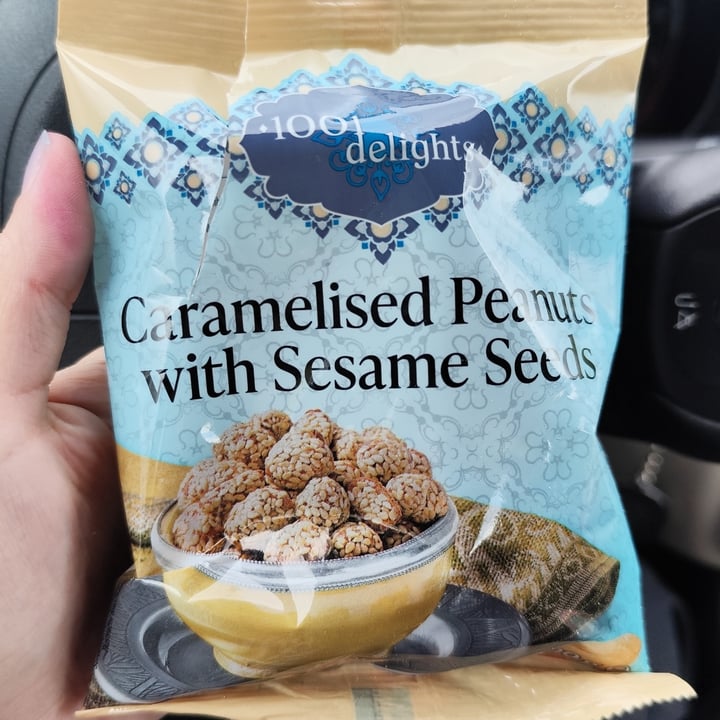 1001
delights
Caramelised Peanuts
with Sesame Seeds